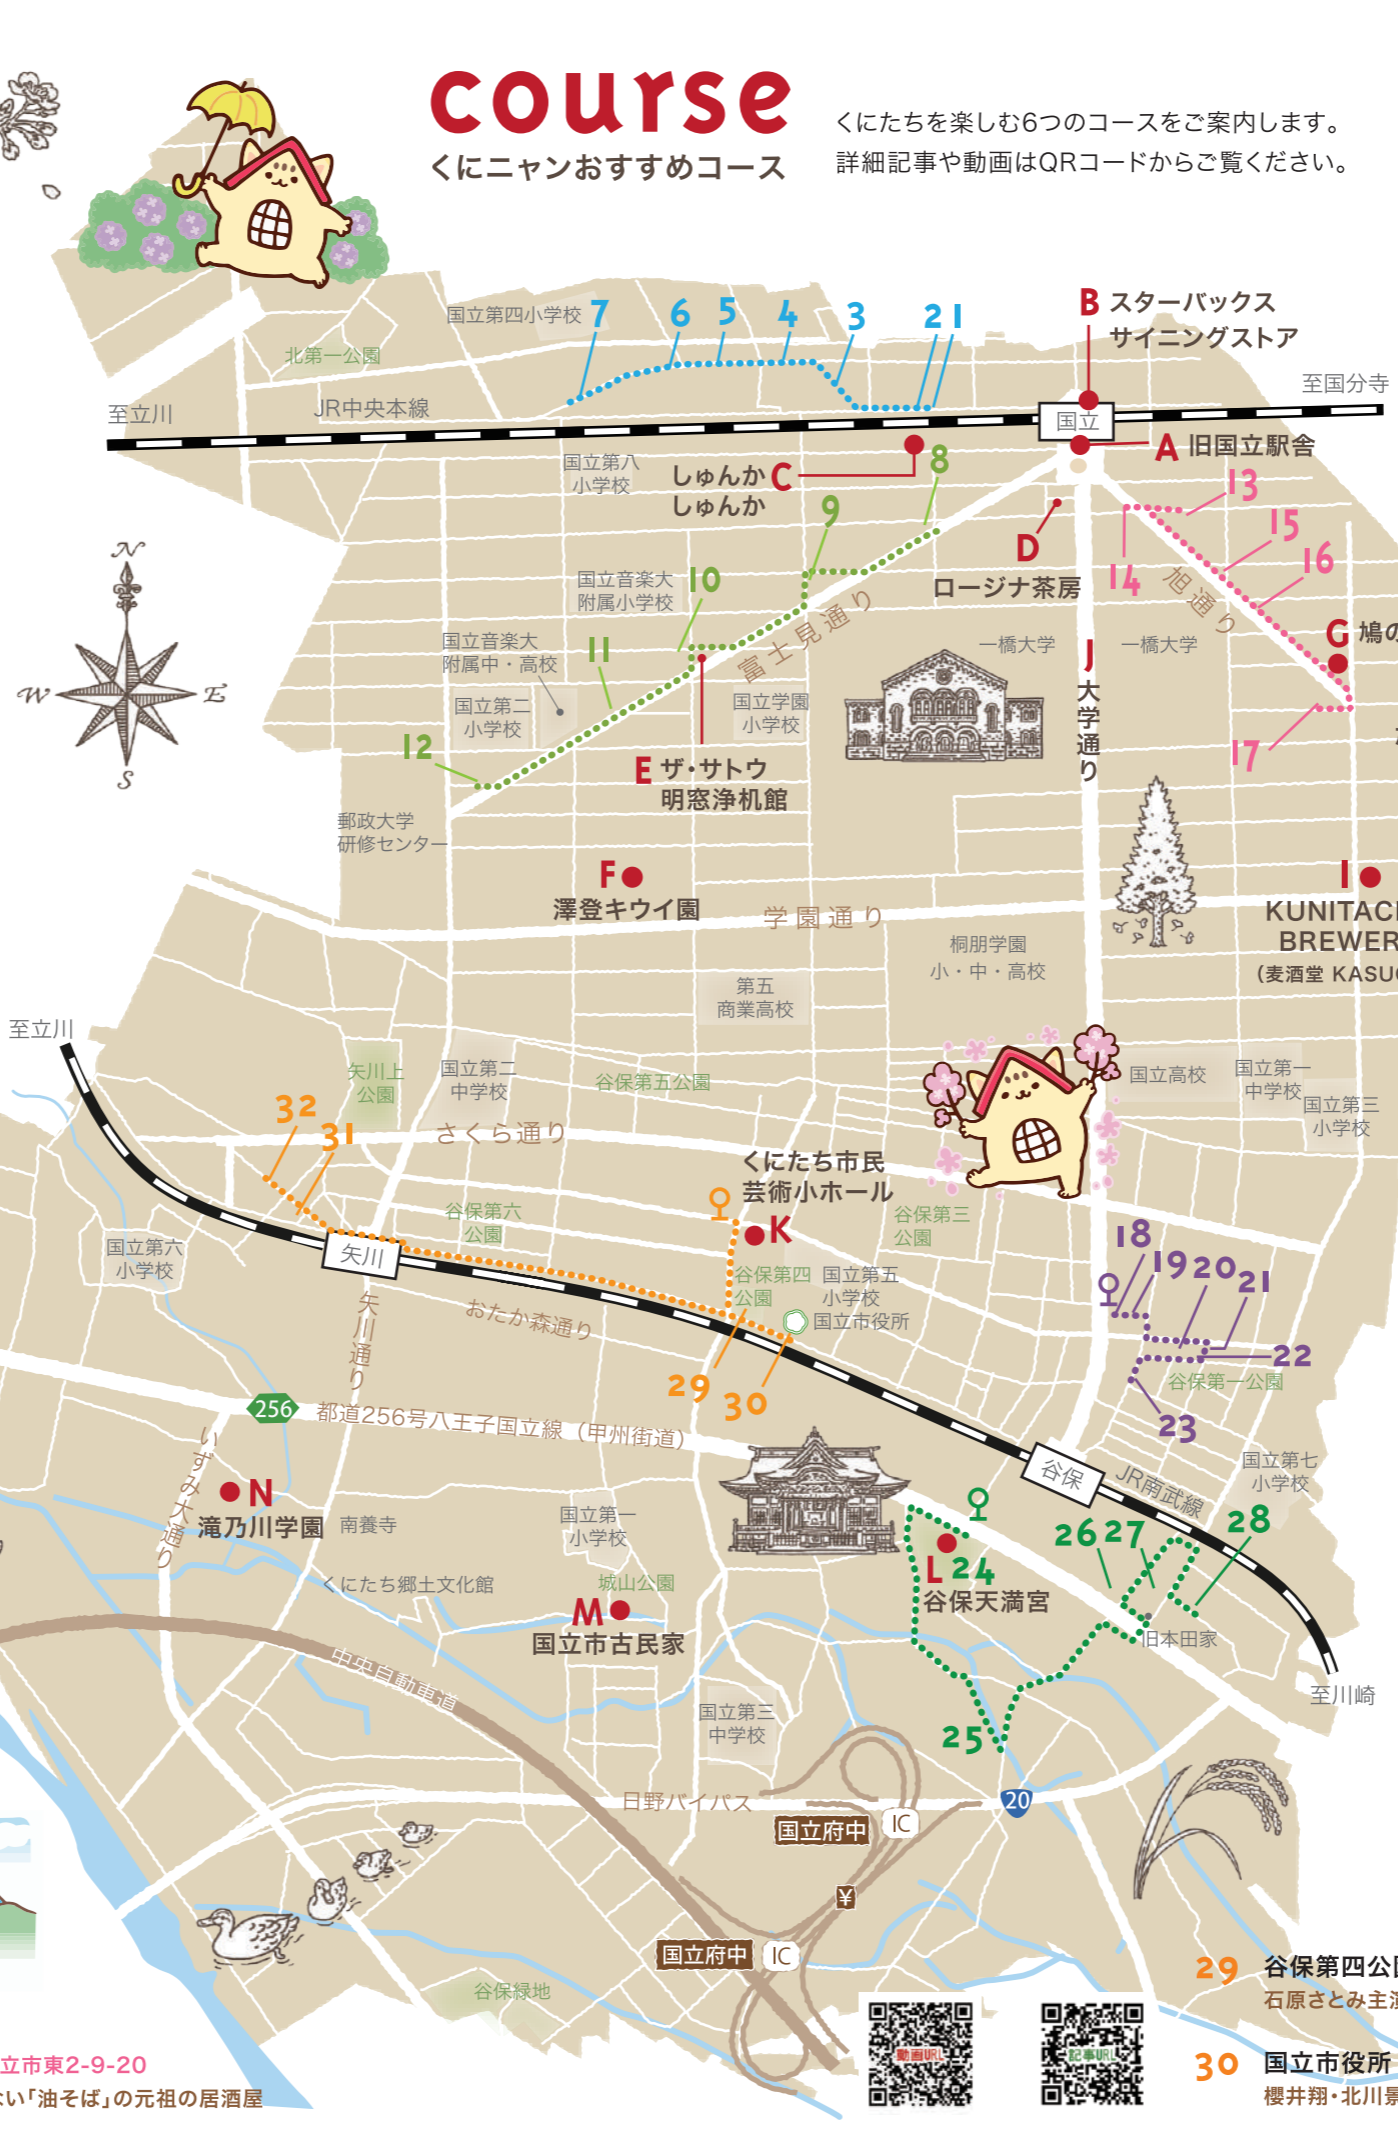 course
くにニャンおすすめコース
くにたちを楽しむ6つのコースをご案内します。
詳細記事や動画はQRコードからご覧ください。
国立第四小学校
7
6
5
4
3
2
1
B スターバックス
サイニングストア
北第一公園
至国分寺
至立川
JR中央本線
国立
A 旧国立駅舎
国立第八
小学校
しゅんか C
しゅんか
8
9
13
15
16
14
D
ロージナ茶房
旭通り
国立音楽大
附属小学校
10
富士見通り
N
W
E
S
国立音楽大
附属中・高校
11
一橋大学
J
大学通り
一橋大学
G 鳩の
国立第二
小学校
国立学園
小学校
12
17
E ザ・サトウ
明窓浄机館
郵政大学
研修センター
F
澤登キウイ園
学園通り
I
KUNITACH
BREWER
(麦酒堂 KASU
桐朋学園
小・中・高校
第五
商業高校
至立川
矢川上
公園
国立第二
中学校
谷保第五公園
国立高校
国立第一
中学校
国立第三
小学校
32
31
さくら通り
くにたち市民
芸術小ホール
K
谷保第六
公園
谷保第三
公園
国立第六
小学校
矢川
谷保第四
公園
国立第五
小学校
国立市役所
18
19
20
21
22
谷保第一公園
23
矢川通り
おたか森通り
29
30
256
都道256号八王子国立線（甲州街道）
いずみ大通り
谷保
JR南武線
国立第七
小学校
N
滝乃川学園
南養寺
国立第一
小学校
26
27
28
L 24
谷保天満宮
くにたち郷土文化館
城山公園
M
国立市古民家
旧本田家
中央自動車道
至川崎
国立第三
中学校
25
日野バイパス
20
国立府中
IC
¥
国立府中
IC
谷保緑地
動画URL
記事URL
29 谷保第四公園
石原さとみ主演
30 国立市役所
櫻井翔・北川景
立市東2-9-20
ない「油そば」の元祖の居酒屋